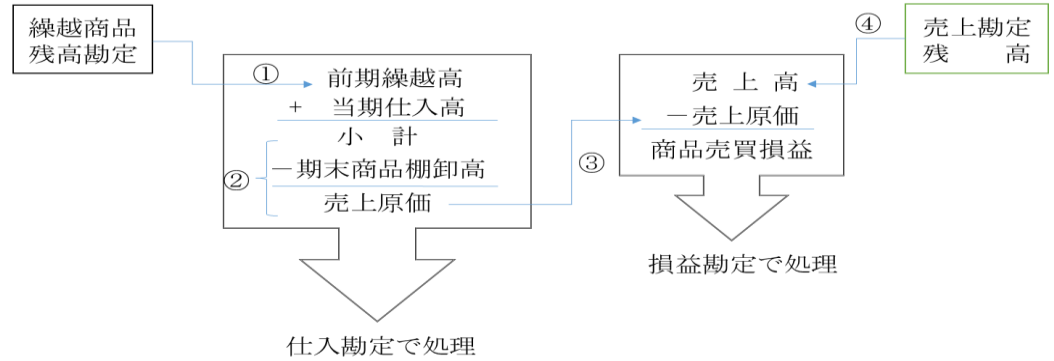 繰越商品
残高勘定
①
前期繰越高
+ 当期仕入高
小 計
②
－期末商品棚卸高
売上原価
仕入勘定で処理
③
④
売上勘定
残 高
売 上 高
－売上原価
商品売買損益
損益勘定で処理